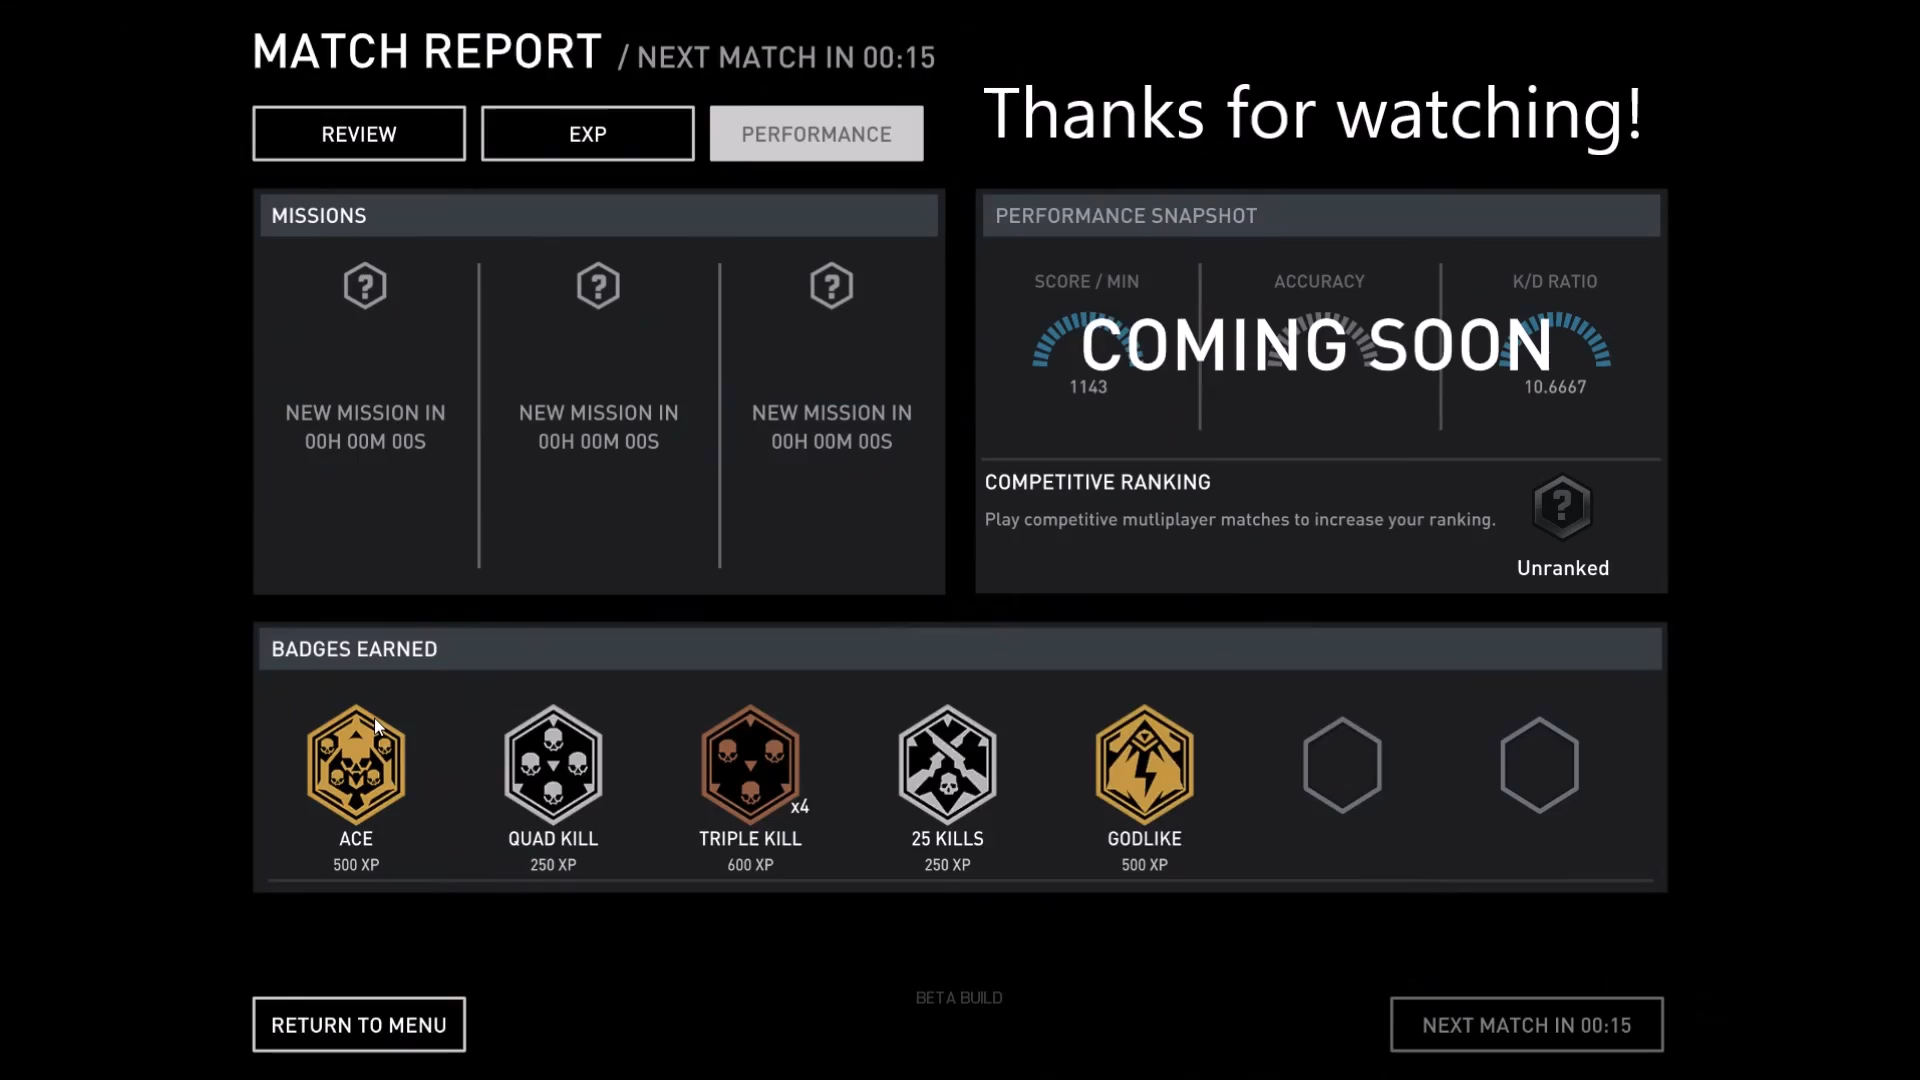 MATCH REPORT / NEXT MATCH IN 00:15
Thanks for watching!
REVIEW
EXP
PERFORMANCE
MISSIONS
?
?
?
NEW MISSION IN
00H 00M 00S
NEW MISSION IN
00H 00M 00S
NEW MISSION IN
00H 00M 00S
PERFORMANCE SNAPSHOT
SCORE / MIN
ACCURACY
K/D RATIO
COMING SOON
1143
10.6667
COMPETITIVE RANKING
Play competitive mutliplayer matches to increase your ranking.
?
Unranked
BADGES EARNED
x4
ACE
500 XP
QUAD KILL
250 XP
TRIPLE KILL
600 XP
25 KILLS
250 XP
GODLIKE
500 XP
BETA BUILD
RETURN TO MENU
NEXT MATCH IN 00:15